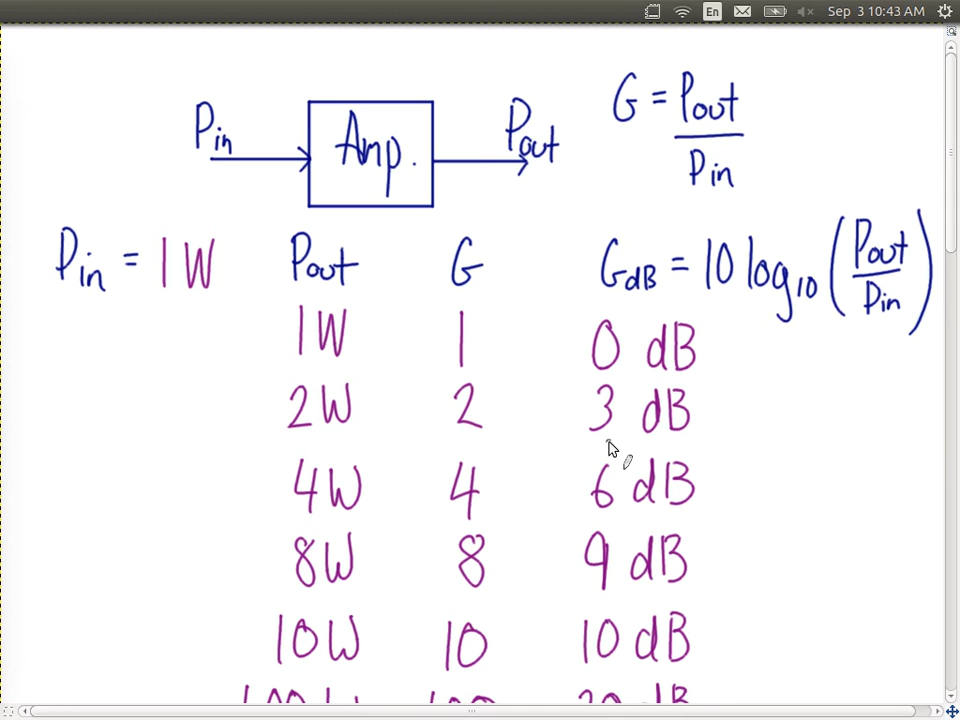 En Sep 3 10:43 AM
Pin Amp. Pout G = Pout / Pin
Pin = 1W Pout G GdB = 10 log10 (Pout / Pin)
1W 1 0 dB
2W 2 3 dB
4W 4 6 dB
8W 8 9 dB
10W 10 10 dB